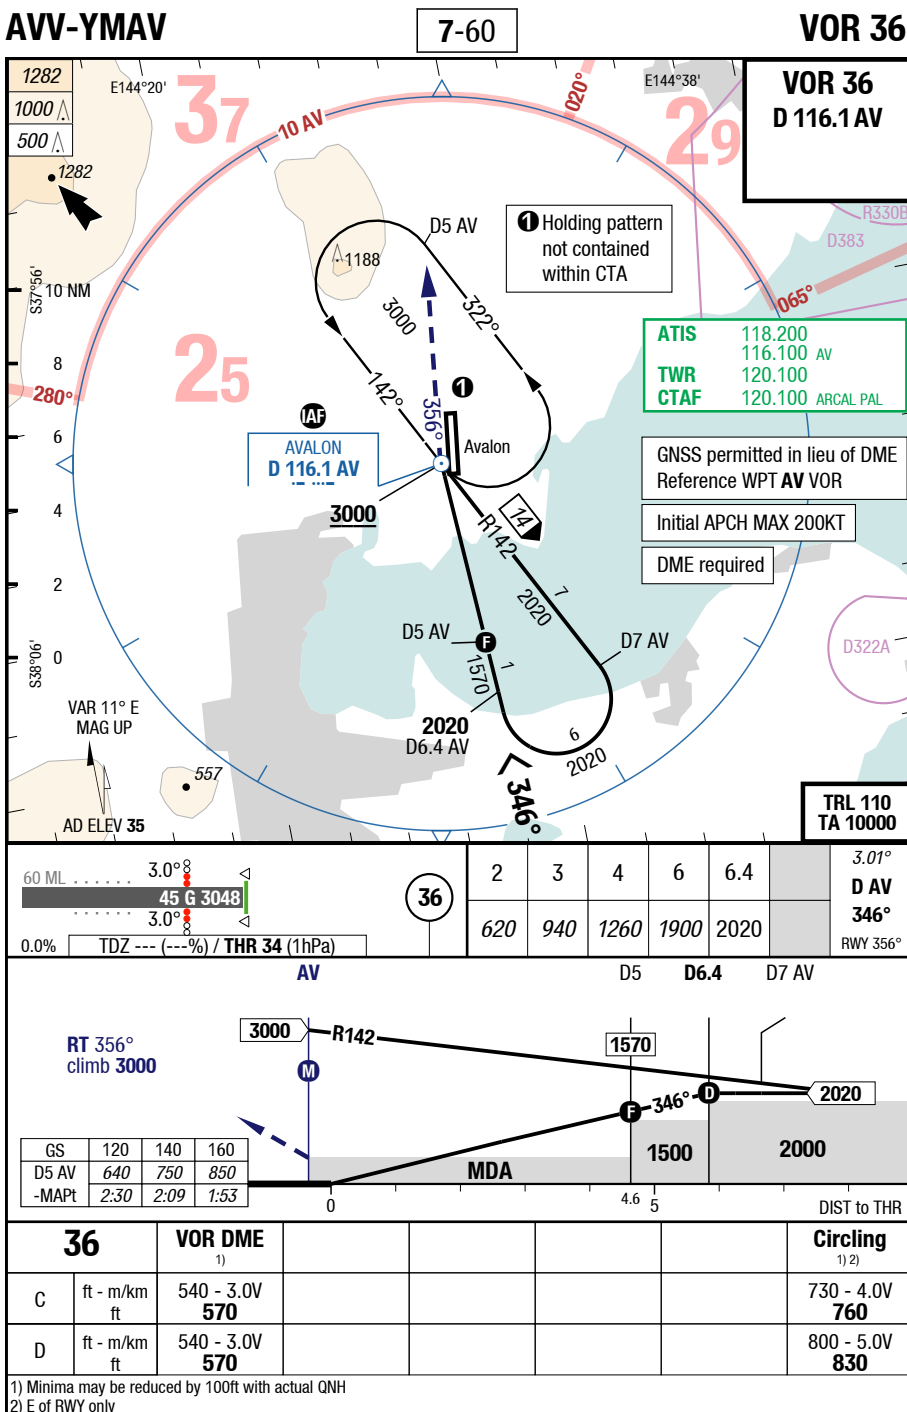 AVV-YMAV
7-60
VOR 36
1282
1000
500
E144°20'
37
10 AV
020°
E144°38'
29
VOR 36
D 116.1 AV
1282
1188
D5 AV
1 Holding pattern
not contained
within CTA
R330B
D383
S37°56'
10 NM
3000
322°
065°
ATIS 118.200
116.100 AV
TWR 120.100
CTAF 120.100 ARCAL PAL
8
25
280°
142°
356°
1
IAF
6
AVALON
D 116.1 AV
Avalon
GNSS permitted in lieu of DME
Reference WPT AV VOR
4
3000
R142
14
Initial APCH MAX 200KT
DME required
2
7
2020
D5 AV
F
D7 AV
D322A
0
S38°06'
1
1570
VAR 11° E
MAG UP
2020
D6.4 AV
6
2020
557
346°
AD ELEV 35
TRL 110
TA 10000
60 ML
3.0°
45 G 3048
3.0°
0.0%
TDZ --- (---%) / THR 34 (1hPa)
36
2 3 4 6 6.4
620 940 1260 1900 2020
3.01°
D AV
346°
RWY 356°
AV
D5
D6.4
D7 AV
RT 356°
climb 3000
3000
R142
1570
M
F
346°
D
2020
GS 120 140 160
D5 AV 640 750 850
-MAPt 2:30 2:09 1:53
MDA
1500
2000
0
4.6
5
DIST to THR
36
VOR DME
1)
Circling
1) 2)
C
ft - m/km
ft
540 - 3.0V
570
730 - 4.0V
760
D
ft - m/km
ft
540 - 3.0V
570
800 - 5.0V
830
1) Minima may be reduced by 100ft with actual QNH
2) E of RWY only